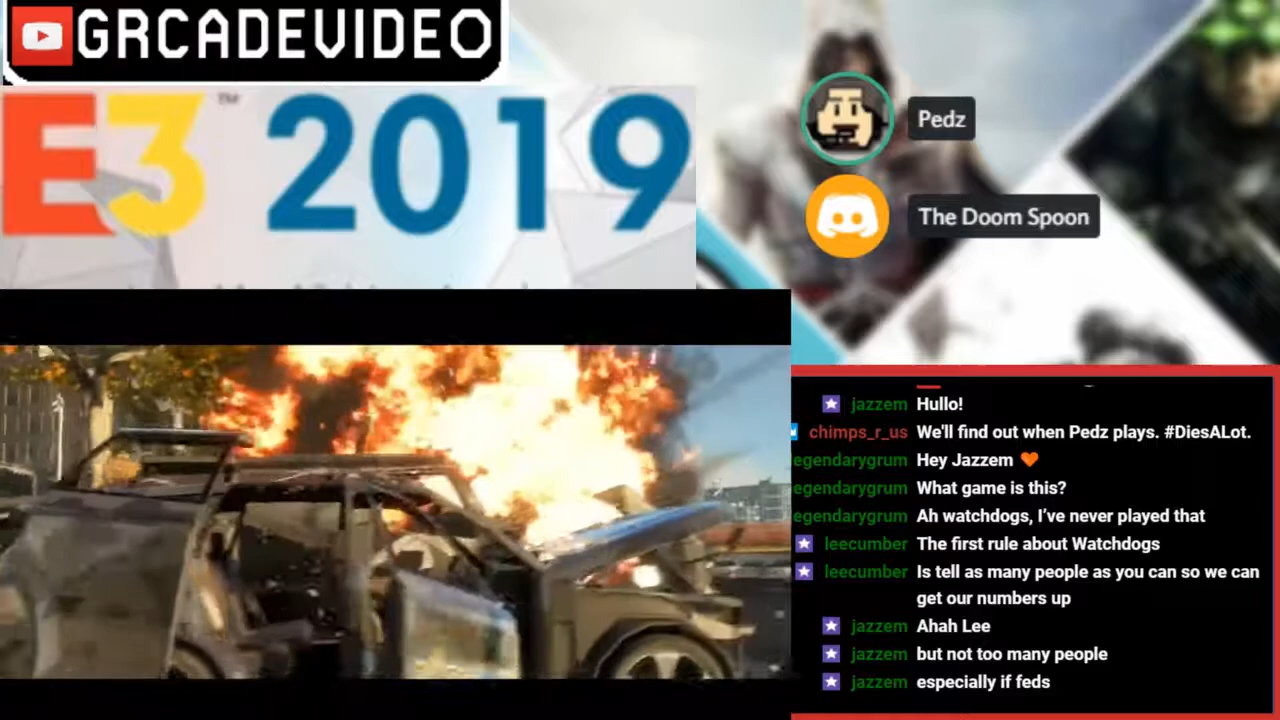 GRCADEVIDEO
E3™ 2019
Pedz
The Doom Spoon
jazzem Hullo!
chimps_r_us We'll find out when Pedz plays. #DiesALot.
egendarygrum Hey Jazzem 🧡
egendarygrum What game is this?
egendarygrum Ah watchdogs, I've never played that
leecumber The first rule about Watchdogs
leecumber Is tell as many people as you can so we can
get our numbers up
jazzem Ahah Lee
jazzem but not too many people
jazzem especially if feds